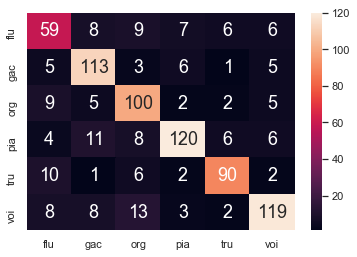 flu 59 8 9 7 6 6
gac 5 113 3 6 1 5
org 9 5 100 2 2 5
pia 4 11 8 120 6 6
tru 10 1 6 2 90 2
voi 8 8 13 3 2 119
flu gac org pia tru voi
120
100
80
60
40
20